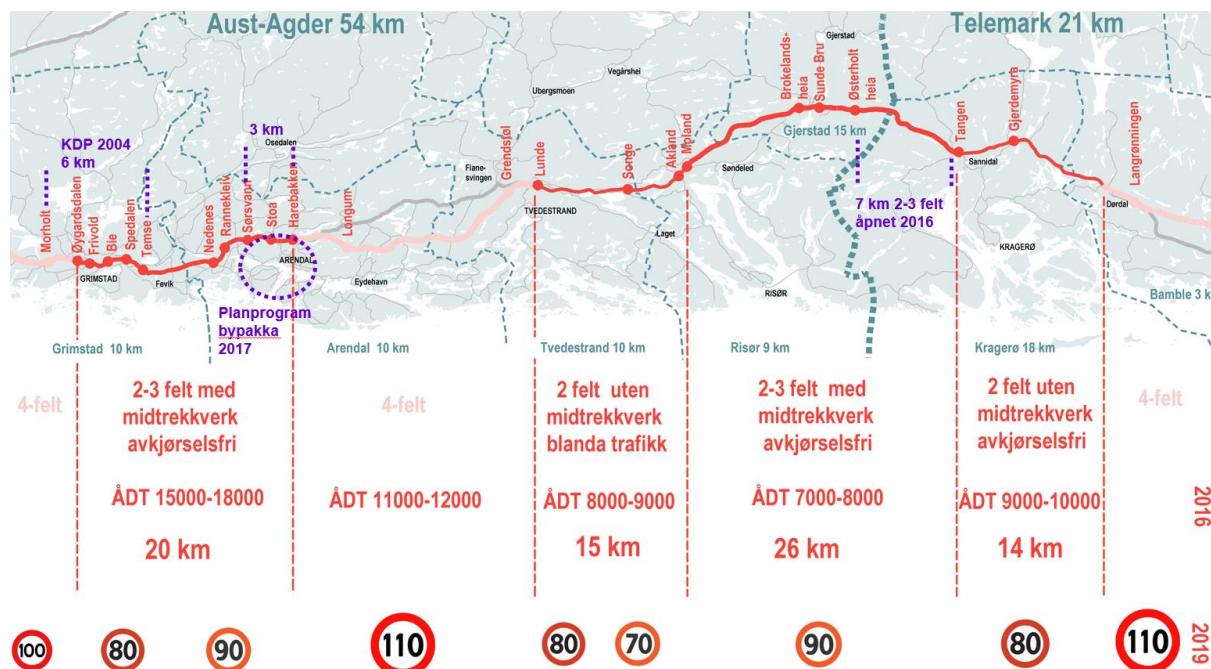 Aust-Agder 54 km
Telemark 21 km
Gjerstad
Vegårshei
Ubergsmoen
Brokelands-
heia
Sunde Bru
Østerholt
heia
KDP 2004
6 km
3 km
Osedalen
Gjerstad 15 km
Tangen
Gjerdemyra
Langrønningen
Sannidal
Morholt
Øygardsdalen
Frivold
Bie
Spedalen
Temse
Nedenes
Rannekleiv
Sørsvann
Stoa
Harebakken
Longum
Fiane-
svingen
Grendstøl
Lunde
Songe
Akland
Moland
Søndeled
TVEDESTRAND
Laget
7 km 2-3 felt
åpnet 2016
Dørdal
KRAGERØ
GRIMSTAD
Fevik
ARENDAL
Eydehavn
RISØR
Bamble 3 k
Planprogram
bypakka
2017
Grimstad 10 km
Arendal 10 km
Tvedestrand 10 km
Risør 9 km
Kragerø 18 km
4-felt
2-3 felt med
midtrekkverk
avkjørselsfri
4-felt
2 felt uten
midtrekkverk
blanda trafikk
2-3 felt med
midtrekkverk
avkjørselsfri
2 felt uten
midtrekkverk
avkjørselsfri
4-felt
ÅDT 15000-18000
ÅDT 11000-12000
ÅDT 8000-9000
ÅDT 7000-8000
ÅDT 9000-10000
2016
20 km
15 km
26 km
14 km
100
80
90
110
80
70
90
80
110
2019